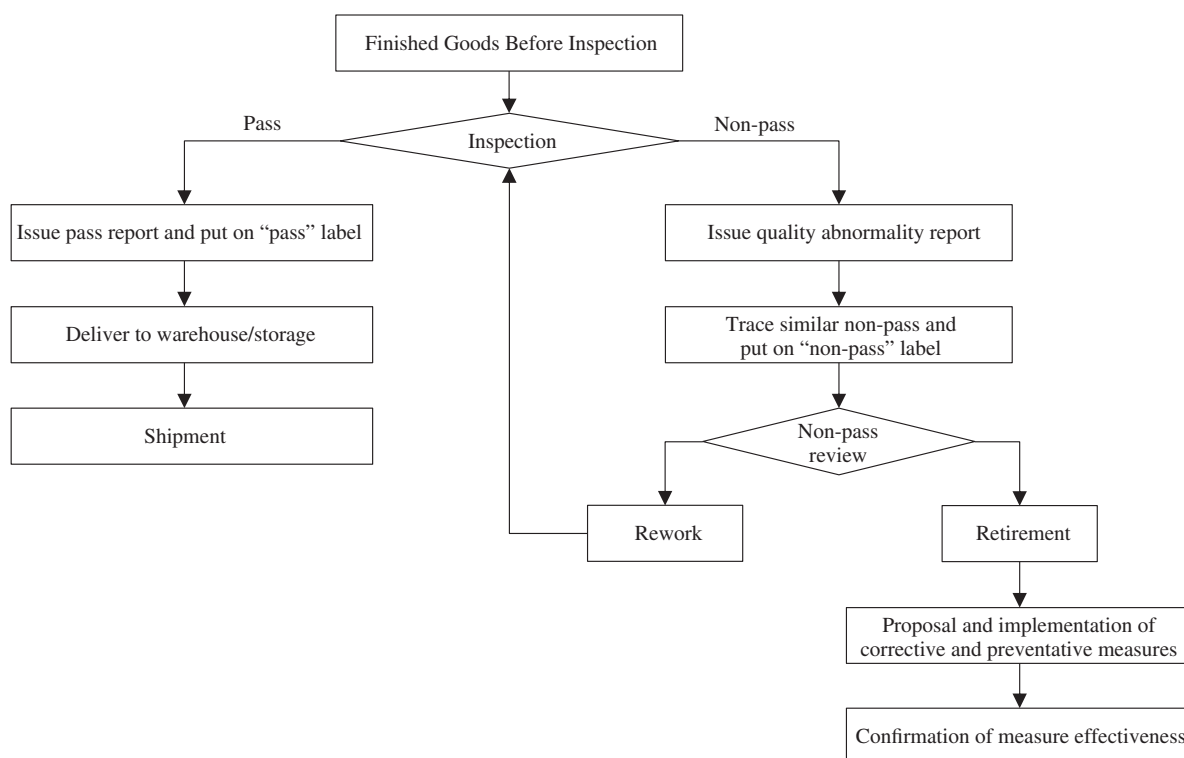 Finished Goods Before Inspection
Pass
Non-pass
Inspection
Issue pass report and put on “pass” label
Issue quality abnormality report
Deliver to warehouse/storage
Trace similar non-pass and
put on “non-pass” label
Shipment
Non-pass
review
Rework
Retirement
Proposal and implementation of
corrective and preventative measures
Confirmation of measure effectiveness